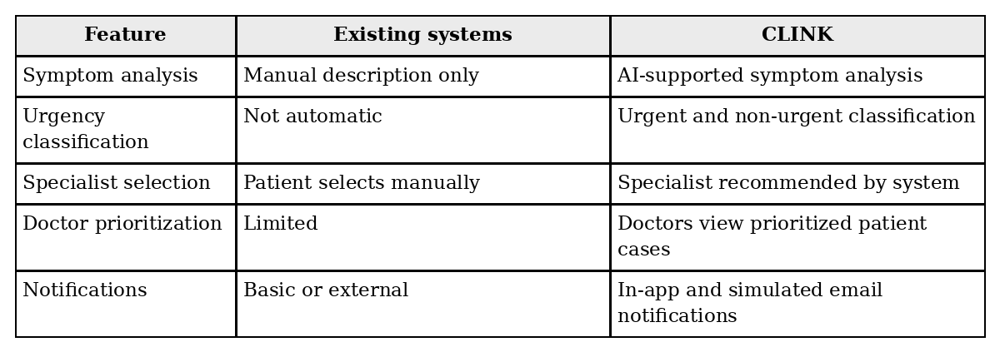 Feature Existing systems CLINK
Symptom analysis Manual description only AI-supported symptom analysis
Urgency classification Not automatic Urgent and non-urgent classification
Specialist selection Patient selects manually Specialist recommended by system
Doctor prioritization Limited Doctors view prioritized patient cases
Notifications Basic or external In-app and simulated email notifications